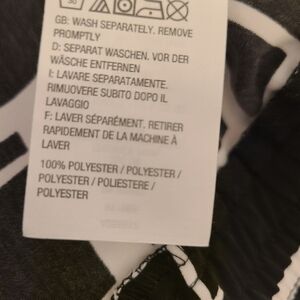 30
GB: WASH SEPARATELY. REMOVE
PROMPTLY
D: SEPARAT WASCHEN. VOR DER
WÄSCHE ENTFERNEN
I: LAVARE SEPARATAMENTE.
RIMUOVERE SUBITO DOPO IL
LAVAGGIO
F: LAVER SÉPARÉMENT. RETIRER
RAPIDEMENT DE LA MACHINE À
LAVER
100% POLYESTER / POLYESTER /
POLYESTER / POLIESTERE /
POLYESTER